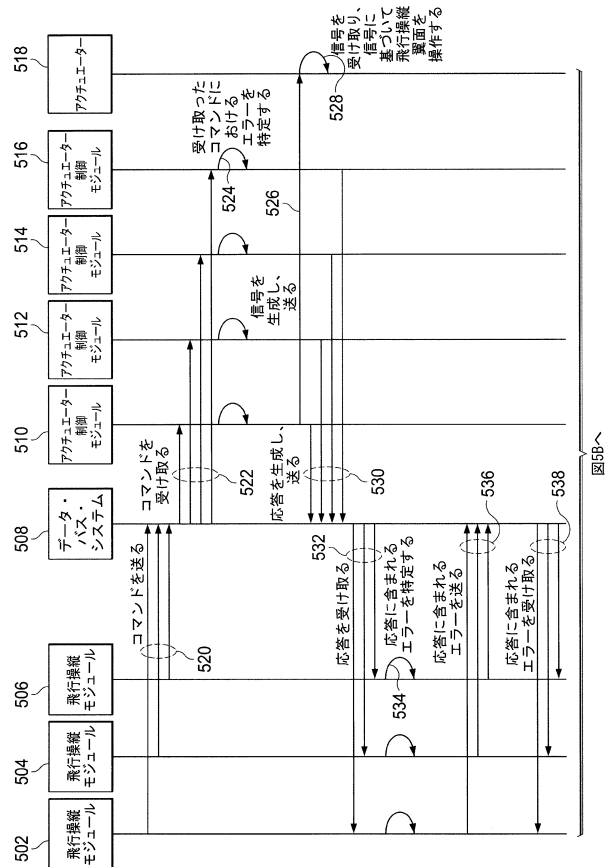 502
飛行操縦
モジュール
504
飛行操縦
モジュール
506
飛行操縦
モジュール
508
データ・
バス・
システム
510
アクチュエーター
制御
モジュール
512
アクチュエーター
制御
モジュール
514
アクチュエーター
制御
モジュール
516
アクチュエーター
制御
モジュール
518
アクチュエーター
コマンドを送る
520
コマンドを
受け取る
522
受け取った
コマンドに
おける
エラーを
特定する
524
信号を
生成し、
送る
526
信号を
受け取り、
信号に
基づいて
飛行操縦
翼面を
操作する
528
応答を生成し、
送る
530
応答を受け取る
532
応答に含まれる
エラーを特定する
534
応答に含まれる
エラーを送る
536
応答に含まれる
エラーを受け取る
538
図5Bへ